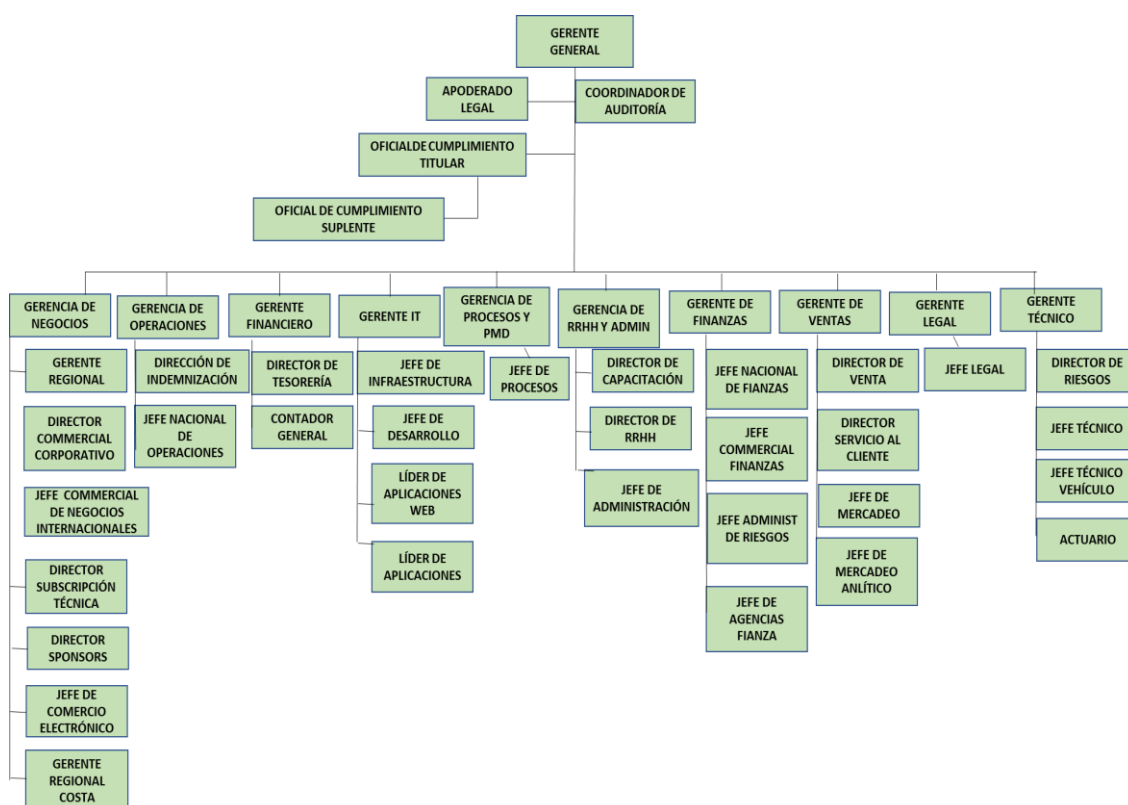 GERENTE
GENERAL
APODERADO
LEGAL
COORDINADOR DE
AUDITORÍA
OFICIALDE CUMPLIMIENTO
TITULAR
OFICIAL DE CUMPLIMIENTO
SUPLENTE
GERENCIA DE
NEGOCIOS
GERENTE
REGIONAL
DIRECTOR
COMMERCIAL
CORPORATIVO
JEFE COMMERCIAL
DE NEGOCIOS
INTERNACIONALES
DIRECTOR
SUBSCRIPCIÓN
TÉCNICA
DIRECTOR
SPONSORS
JEFE DE
COMERCIO
ELECTRÓNICO
GERENTE
REGIONAL
COSTA
GERENCIA DE
OPERACIONES
DIRECCIÓN DE
INDEMNIZACIÓN
JEFE NACIONAL
DE
OPERACIONES
GERENTE
FINANCIERO
DIRECTOR DE
TESORERÍA
CONTADOR
GENERAL
GERENTE IT
JEFE DE
INFRAESTRUCTURA
JEFE DE
DESARROLLO
LÍDER DE
APLICACIONES
WEB
LÍDER DE
APLICACIONES
GERENCIA DE
PROCESOS Y
PMD
JEFE DE
PROCESOS
GERENCIA DE
RRHH Y ADMIN
DIRECTOR DE
CAPACITACIÓN
DIRECTOR DE
RRHH
JEFE DE
ADMINISTRACIÓN
GERENTE DE
FINANZAS
JEFE NACIONAL
DE FIANZAS
JEFE
COMMERCIAL
FINANZAS
JEFE ADMINIST
DE RIESGOS
JEFE DE
AGENCIAS
FIANZA
GERENTE DE
VENTAS
DIRECTOR DE
VENTA
DIRECTOR
SERVICIO AL
CLIENTE
JEFE DE
MERCADEO
JEFE DE
MERCADEO
ANLÍTICO
GERENTE
LEGAL
JEFE LEGAL
GERENTE
TÉCNICO
DIRECTOR DE
RIESGOS
JEFE TÉCNICO
JEFE TÉCNICO
VEHÍCULO
ACTUARIO